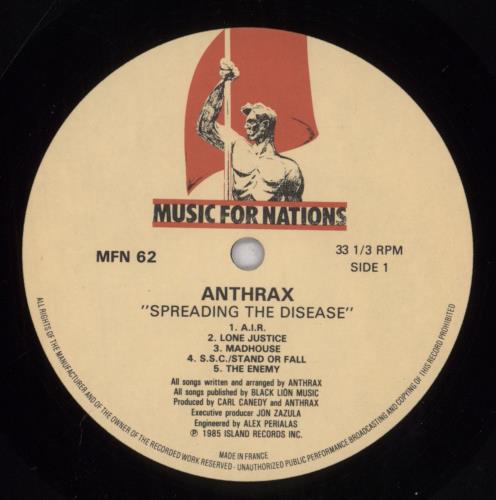 MUSIC FOR NATIONS
MFN 62
33 1/3 RPM
SIDE 1
ANTHRAX
"SPREADING THE DISEASE"
1. A.I.R.
2. LONE JUSTICE
3. MADHOUSE
4. S.S.C./STAND OR FALL
5. THE ENEMY
All songs written and arranged by ANTHRAX
All songs published by BLACK LION MUSIC
Produced by CARL CANEDY and ANTHRAX
Executive producer JON ZAZULA
Engineered by ALEX PERIALAS
℗ 1985 ISLAND RECORDS INC.
MADE IN FRANCE
ALL RIGHTS OF THE MANUFACTURER AND OF THE OWNER OF THE RECORDED WORK RESERVED - UNAUTHORIZED PUBLIC PERFORMANCE BROADCASTING AND COPYING OF THIS RECORD PROHIBITED